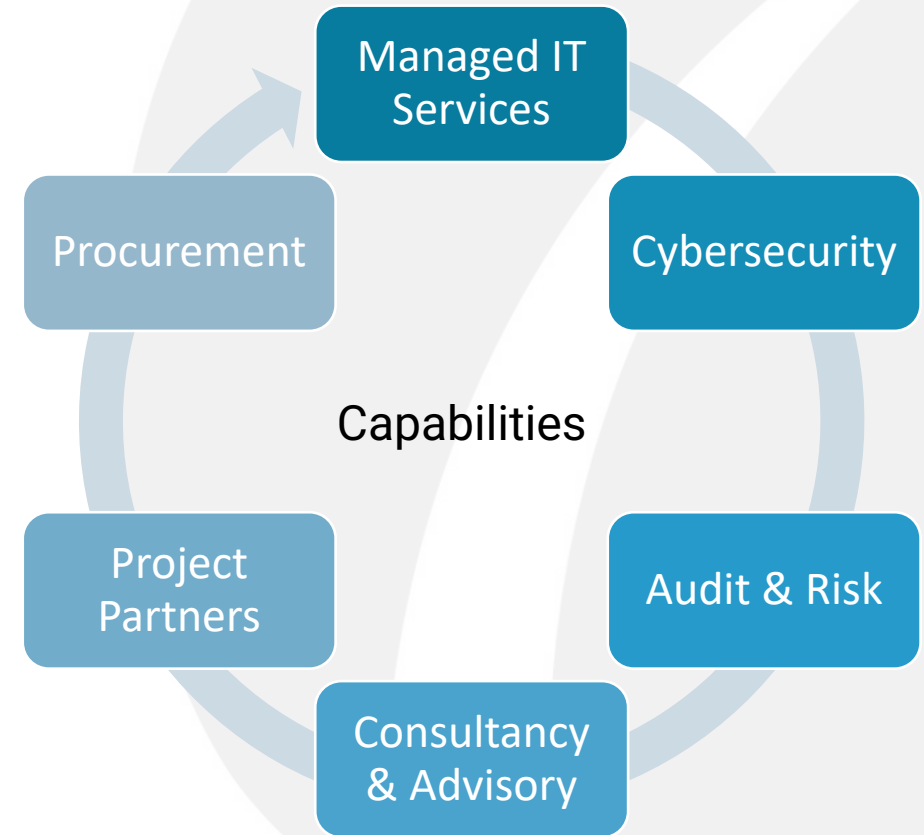 Managed IT
Services
Cybersecurity
Audit & Risk
Consultancy
& Advisory
Project
Partners
Procurement
Capabilities